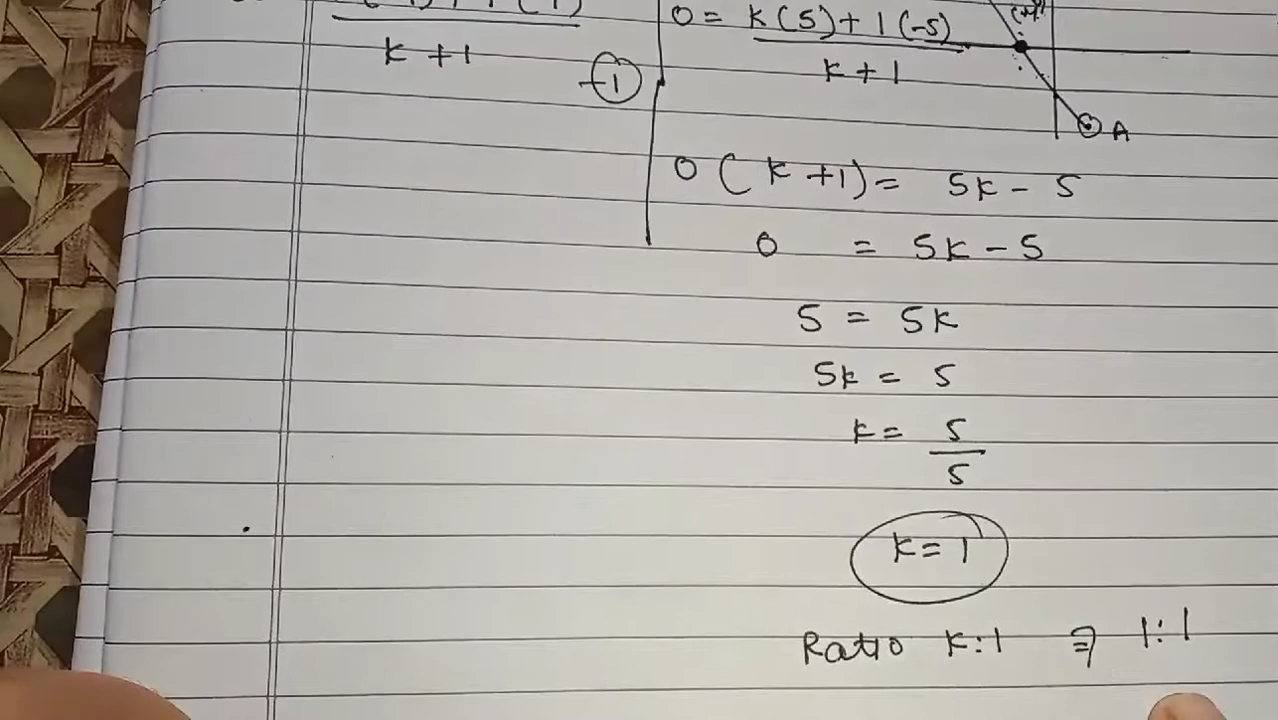 k + 1
1
0 = k(5) + 1(-5)
k + 1
A
0 (k + 1) = 5k - 5
0 = 5k - 5
5 = 5k
5k = 5
k = 5
5
k = 1
Ratio k:1 ⇒ 1:1